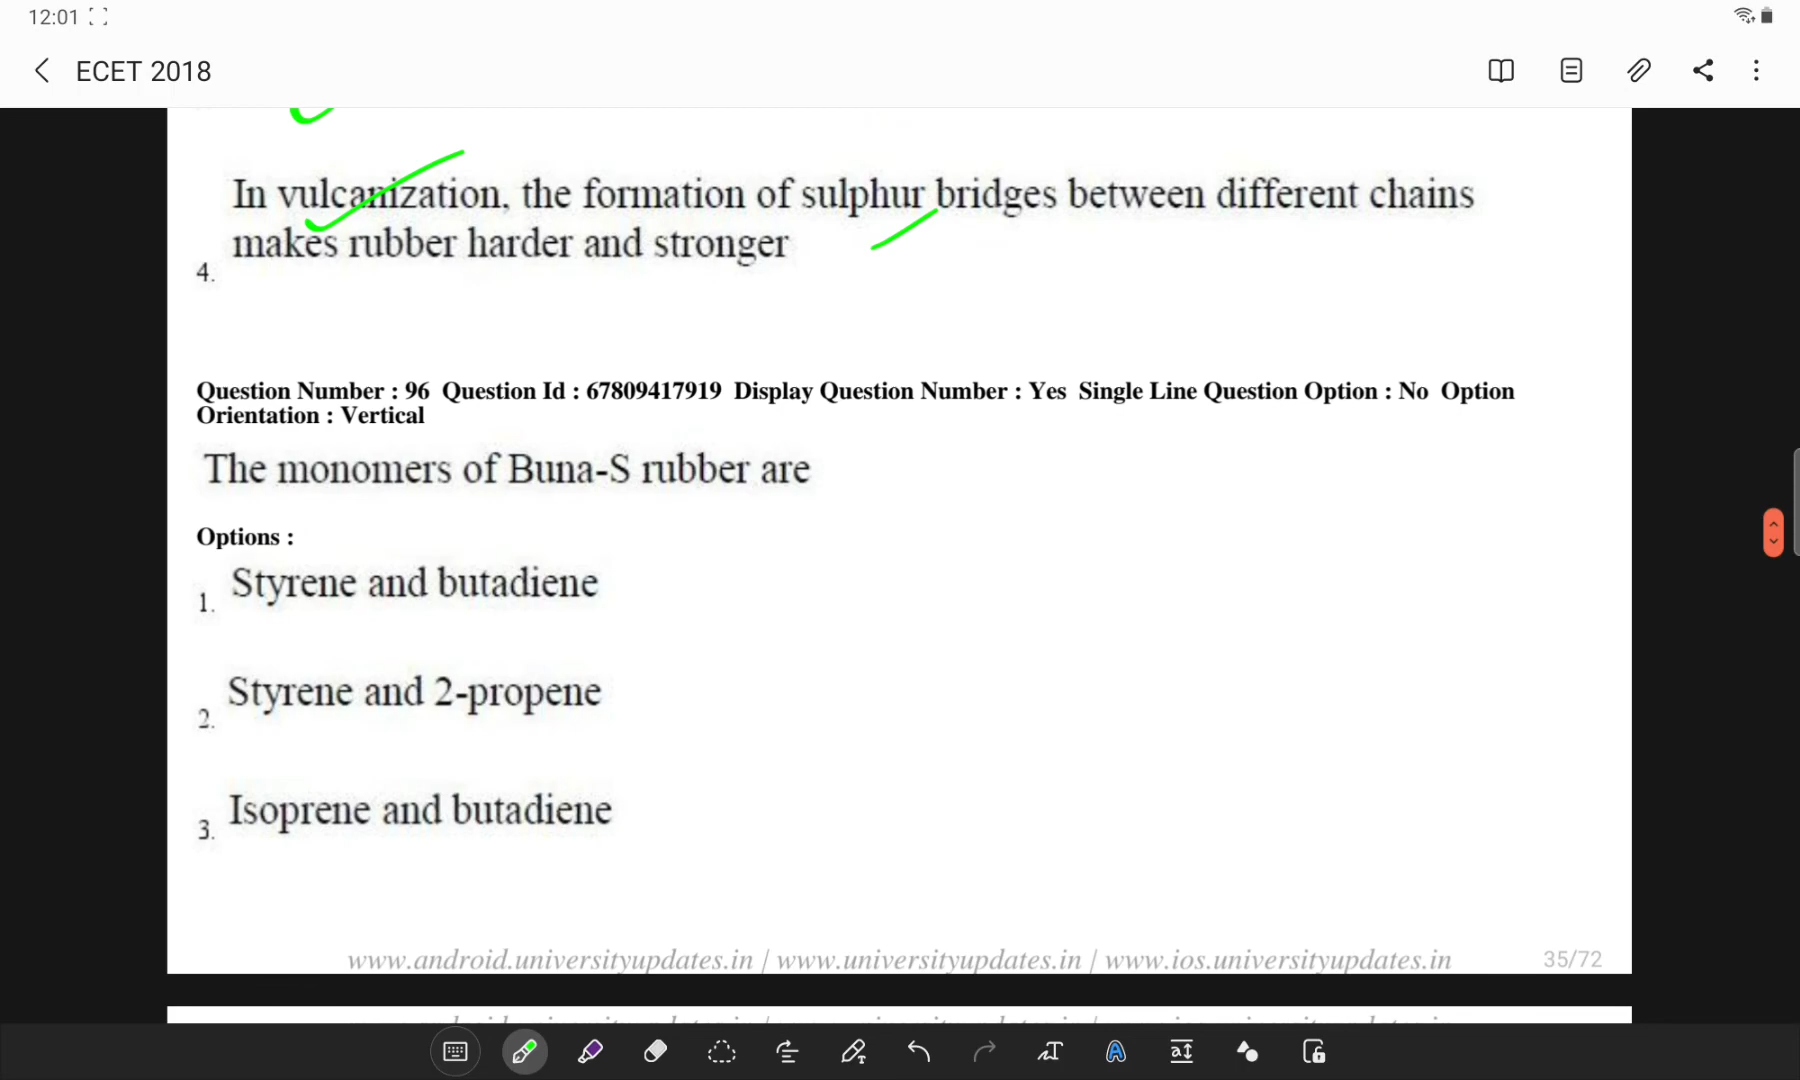 12:01
ECET 2018
In vulcanization, the formation of sulphur bridges between different chains
makes rubber harder and stronger
4.
Question Number : 96 Question Id : 67809417919 Display Question Number : Yes Single Line Question Option : No Option
Orientation : Vertical
The monomers of Buna-S rubber are
Options :
1. Styrene and butadiene
2. Styrene and 2-propene
3. Isoprene and butadiene
www.android.universityupdates.in / www.universityupdates.in / www.ios.universityupdates.in
35/72